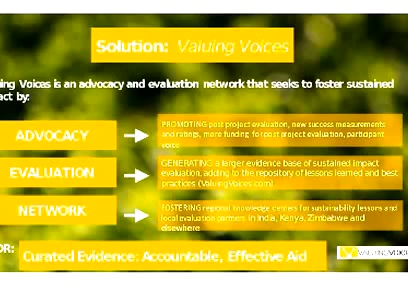 Solution: Valuing Voices
ing Voices is an advocacy and evaluation network that seeks to foster sustained
act by:
ADVOCACY
PROMOTING post project evaluation, new success measurements
and ratings, more funding for post project evaluation, participant
voice
EVALUATION
GENERATING a larger evidence base of sustained impact
evaluation, adding to the repository of lessons learned and best
practices (ValuingVoices.com)
NETWORK
FOSTERING regional knowledge centers for sustainability lessons and
local evaluation partners in India, Kenya, Zimbabwe and
elsewhere
OR:
Curated Evidence: Accountable, Effective Aid
VALUINGVOICE